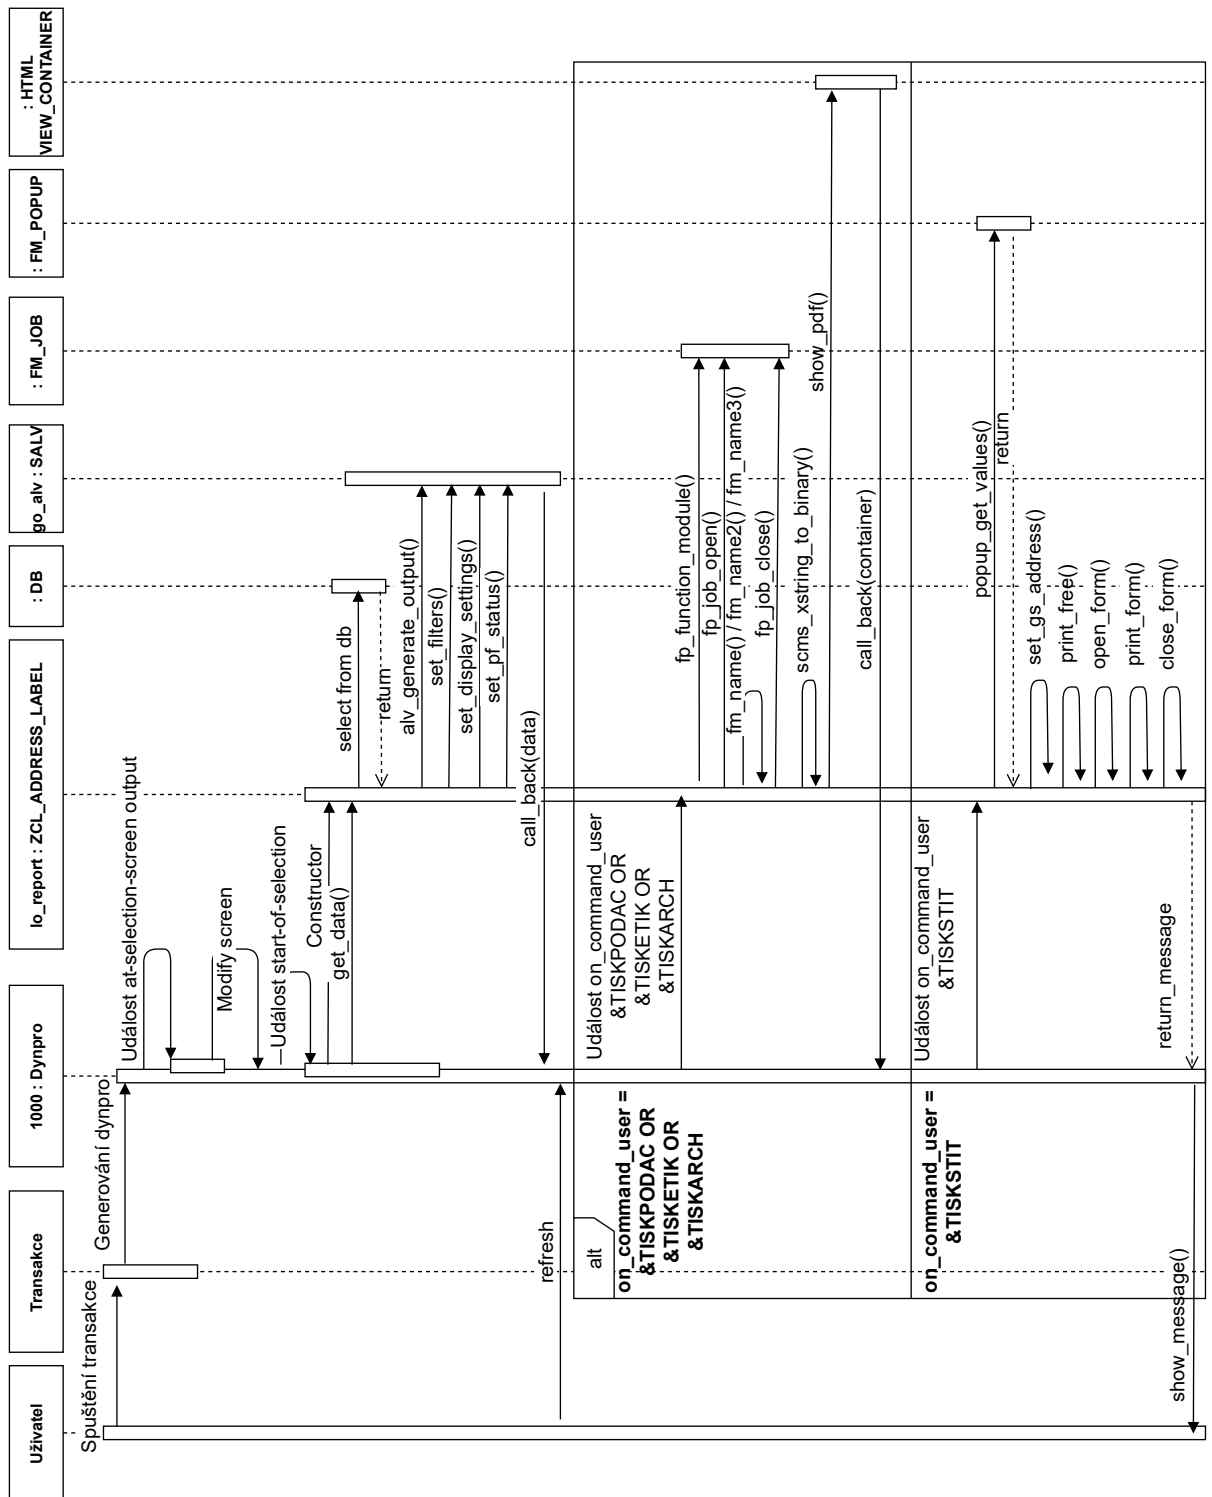 Uživatel
Transakce
1000 : Dynpro
lo_report : ZCL_ADDRESS_LABEL
: DB
go_alv : SALV
: FM_JOB
: FM_POPUP
: HTML
VIEW_CONTAINER
Spuštění transakce
Generování dynpro
Událost at-selection-screen output
Modify screen
Událost start-of-selection
Constructor
get_data()
select from db
return
alv_generate_output()
set_filters()
set_display_settings()
set_pf_status()
call_back(data)
refresh
alt
on_command_user =
&TISKPODAC OR
&TISKETIK OR
&TISKARCH
Událost on_command_user
&TISKPODAC OR
&TISKETIK OR
&TISKARCH
fp_function_module()
fp_job_open()
fm_name() / fm_name2() / fm_name3()
fp_job_close()
scms_xstring_to_binary()
show_pdf()
call_back(container)
on_command_user =
&TISKSTIT
Událost on_command_user
&TISKSTIT
popup_get_values()
return
set_gs_address()
print_free()
open_form()
print_form()
close_form()
return_message
show_message()